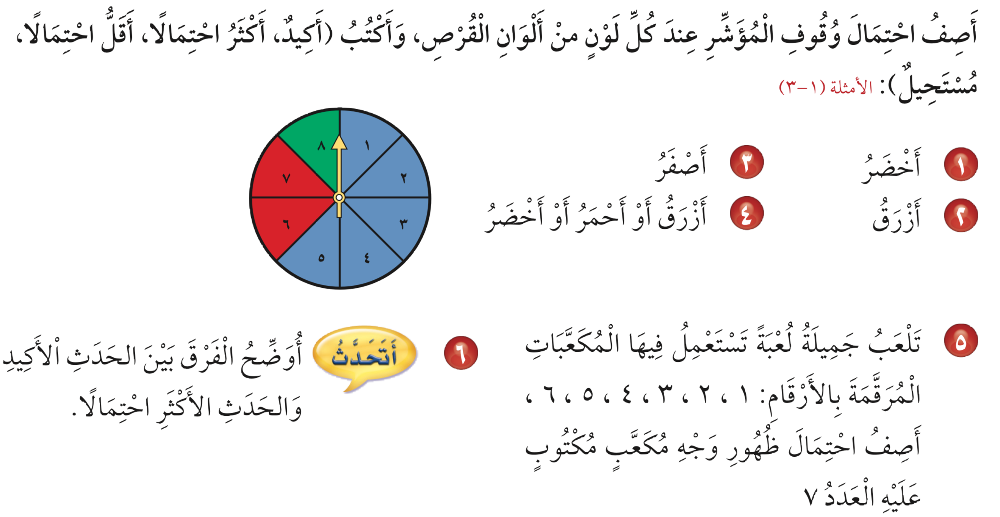 أَصِفُ احْتِمَالَ وُقُوفِ الْمُؤَشِّرِ عِندَ كُلِّ لَوْنٍ منْ أَلْوَانِ الْقُرْصِ، وَأَكْتُبُ (أَكِيدٌ، أَكْثَرُ احْتِمَالًا، أَقَلُّ احْتِمَالًا،
مُسْتَحِيلٌ): الأمثلة (١-٣)
١ أَخْضَرُ
٢ أَزْرَقُ
٣ أَصْفَرُ
٤ أَزْرَقُ أَوْ أَحْمَرُ أَوْ أَخْضَرُ
١
٢
٣
٤
٥
٦
٧
٨
٥ تَلْعَبُ جَمِيلَةُ لُعْبَةً تَسْتَعْمِلُ فِيهَا الْمُكَعَّبَاتِ
الْمُرَقَّمَةَ بِالأَرْقَامِ: ١ ، ٢ ، ٣ ، ٤ ، ٥ ، ٦ ،
أَصِفُ احْتِمَالَ ظُهُورِ وَجْهِ مُكَعَّبٍ مُكْتُوبٍ
عَلَيْهِ الْعَدَدُ ٧
٦ أَتَحَدَّثُ أُوَضِّحُ الْفَرْقَ بَيْنَ الحَدَثِ اْلأَكِيدِ
وَالحَدَثِ الأَكْثَرِ احْتِمَالًا .